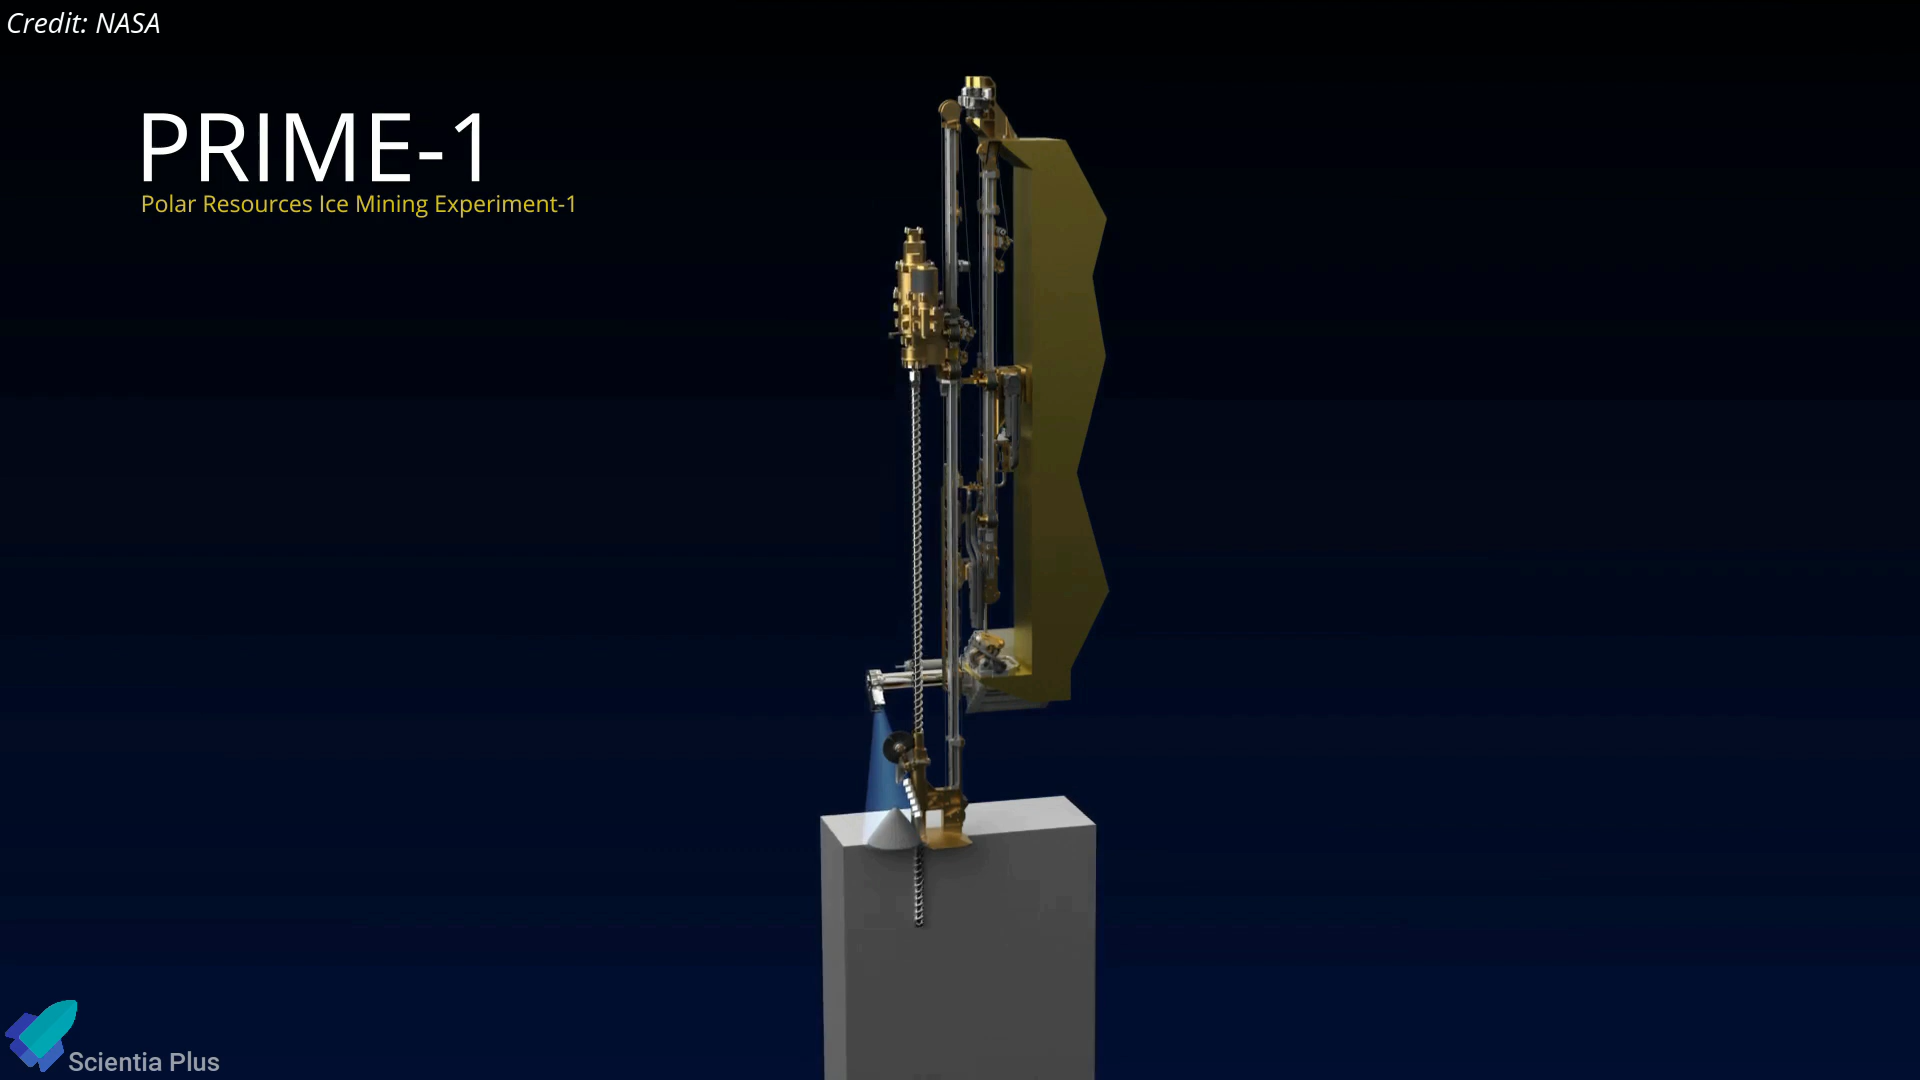 Credit: NASA
PRIME-1
Polar Resources Ice Mining Experiment-1
Scientia Plus